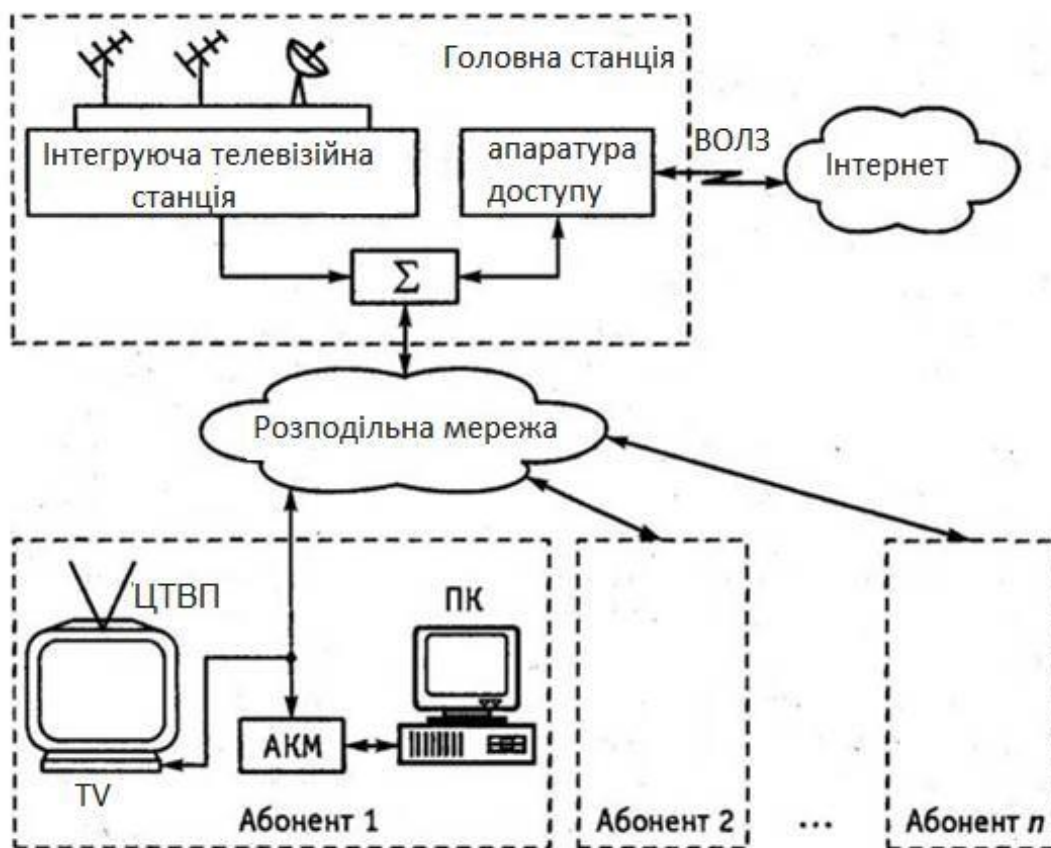 Головна станція
Інтегруюча телевізійна
станція
апаратура
доступу
ВОЛЗ
Інтернет
Σ
Розподільна мережа
ЦТВП
ПК
АКМ
TV
Абонент 1
Абонент 2
...
Абонент n